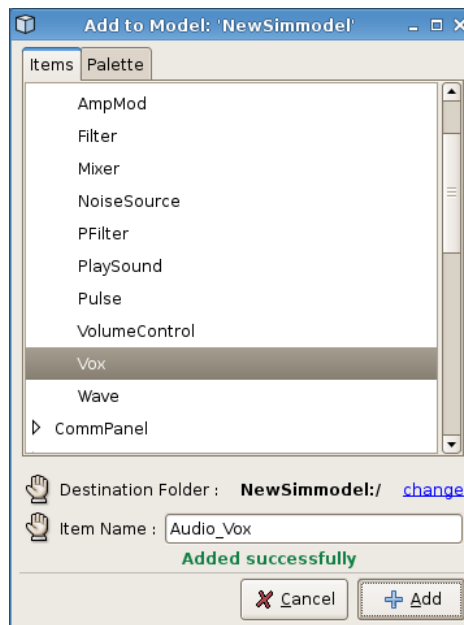 Add to Model: 'NewSimmodel'
Items Palette
AmpMod
Filter
Mixer
NoiseSource
PFilter
PlaySound
Pulse
VolumeControl
Vox
Wave
CommPanel
Destination Folder : NewSimmodel:/ change
Item Name : Audio_Vox
Added successfully
Cancel Add